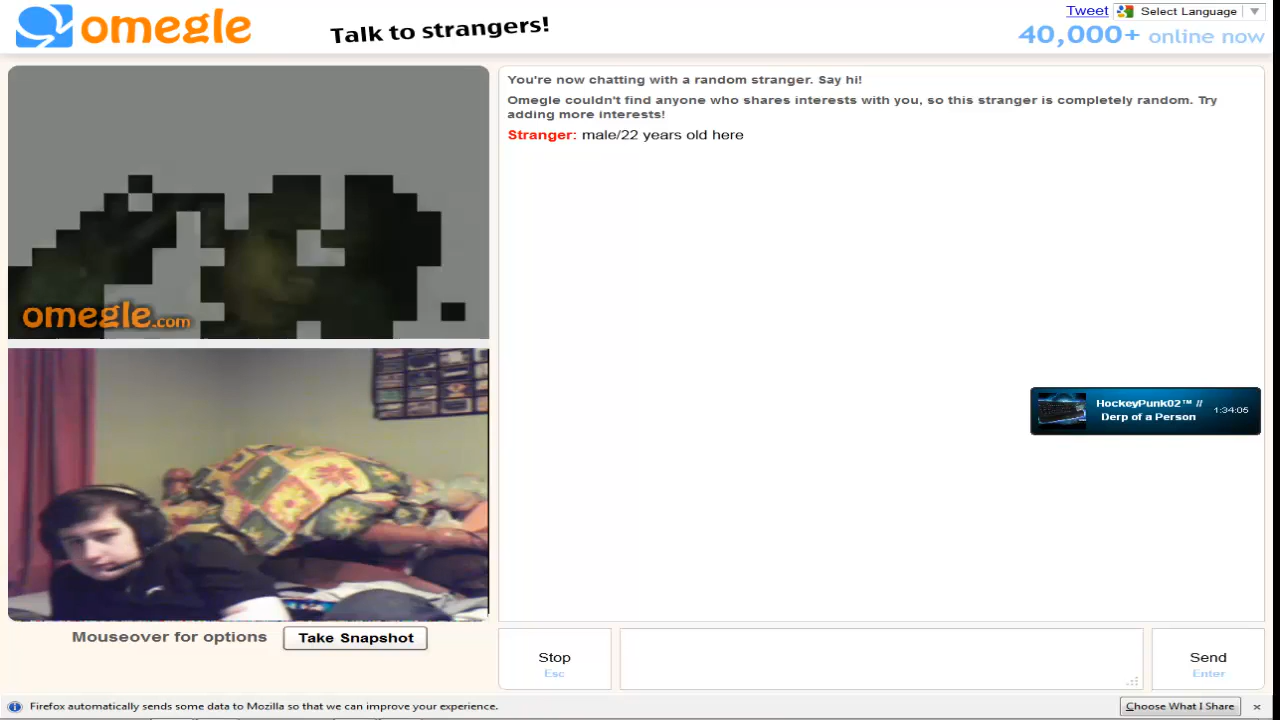 omegle
Talk to strangers!
Tweet
Select Language
40,000+ online now
You're now chatting with a random stranger. Say hi!
Omegle couldn't find anyone who shares interests with you, so this stranger is completely random. Try
adding more interests!
Stranger: male/22 years old here
omegle.com
HockeyPunk02™ //
Derp of a Person
1:34:05
Mouseover for options
Take Snapshot
Stop
Esc
Send
Enter
Firefox automatically sends some data to Mozilla so that we can improve your experience.
Choose What I Share